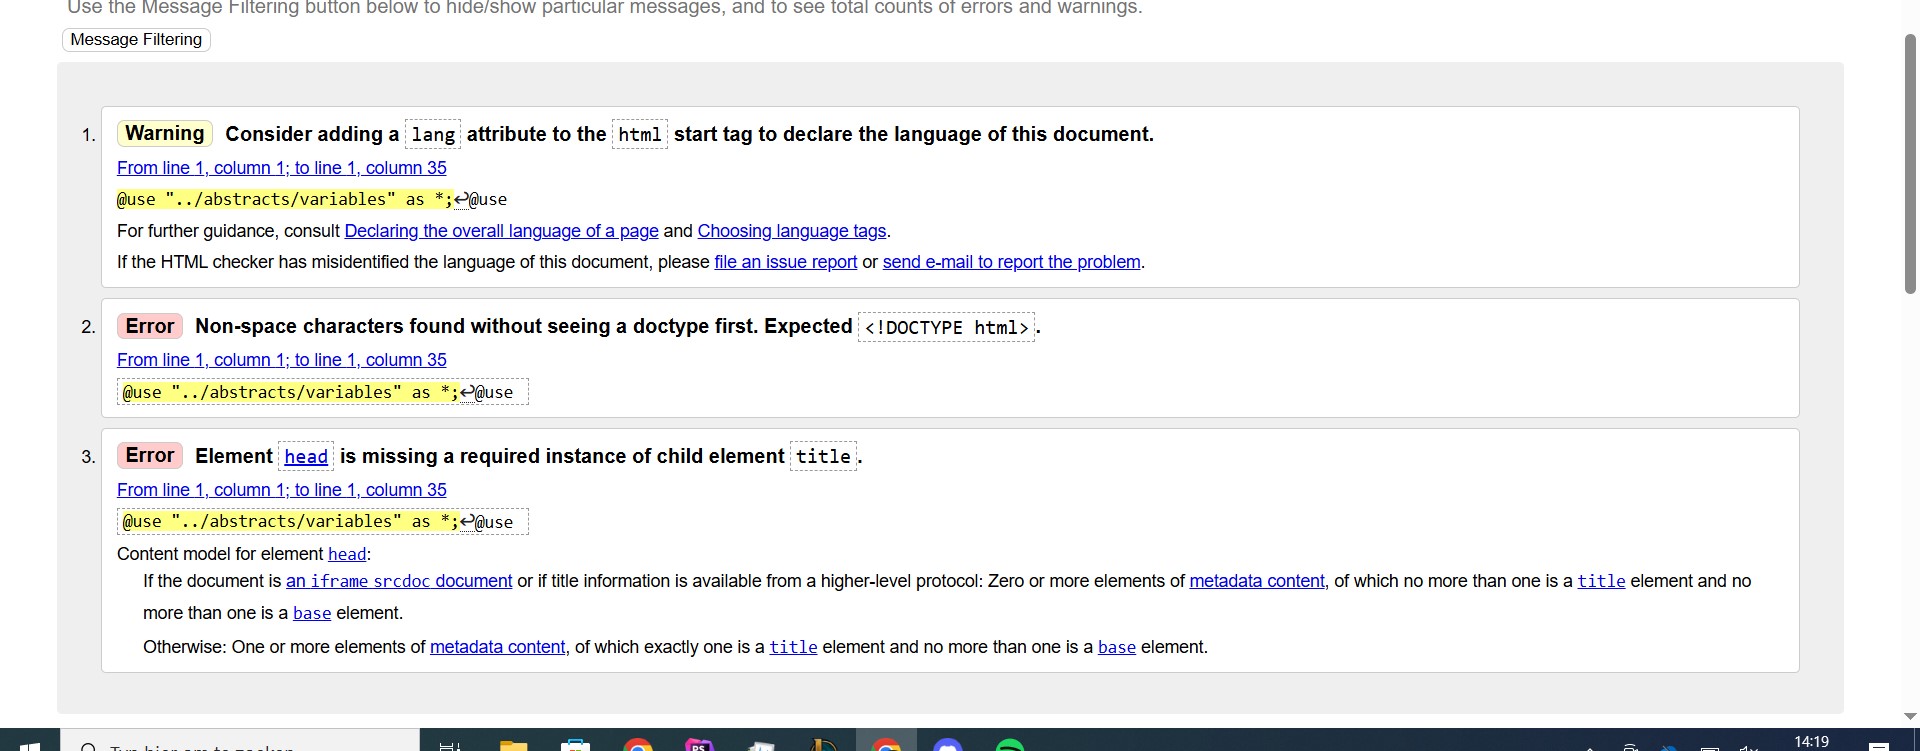 Use the Message Filtering button below to hide/show particular messages, and to see total counts of errors and warnings.
Message Filtering
1. Warning Consider adding a lang attribute to the html start tag to declare the language of this document.
From line 1, column 1; to line 1, column 35
@use "../abstracts/variables" as *;↩@use
For further guidance, consult Declaring the overall language of a page and Choosing language tags.
If the HTML checker has misidentified the language of this document, please file an issue report or send e-mail to report the problem.
2. Error Non-space characters found without seeing a doctype first. Expected <!DOCTYPE html>.
From line 1, column 1; to line 1, column 35
@use "../abstracts/variables" as *;↩@use
3. Error Element head is missing a required instance of child element title.
From line 1, column 1; to line 1, column 35
@use "../abstracts/variables" as *;↩@use
Content model for element head:
If the document is an iframe srcdoc document or if title information is available from a higher-level protocol: Zero or more elements of metadata content, of which no more than one is a title element and no
more than one is a base element.
Otherwise: One or more elements of metadata content, of which exactly one is a title element and no more than one is a base element.
14:19